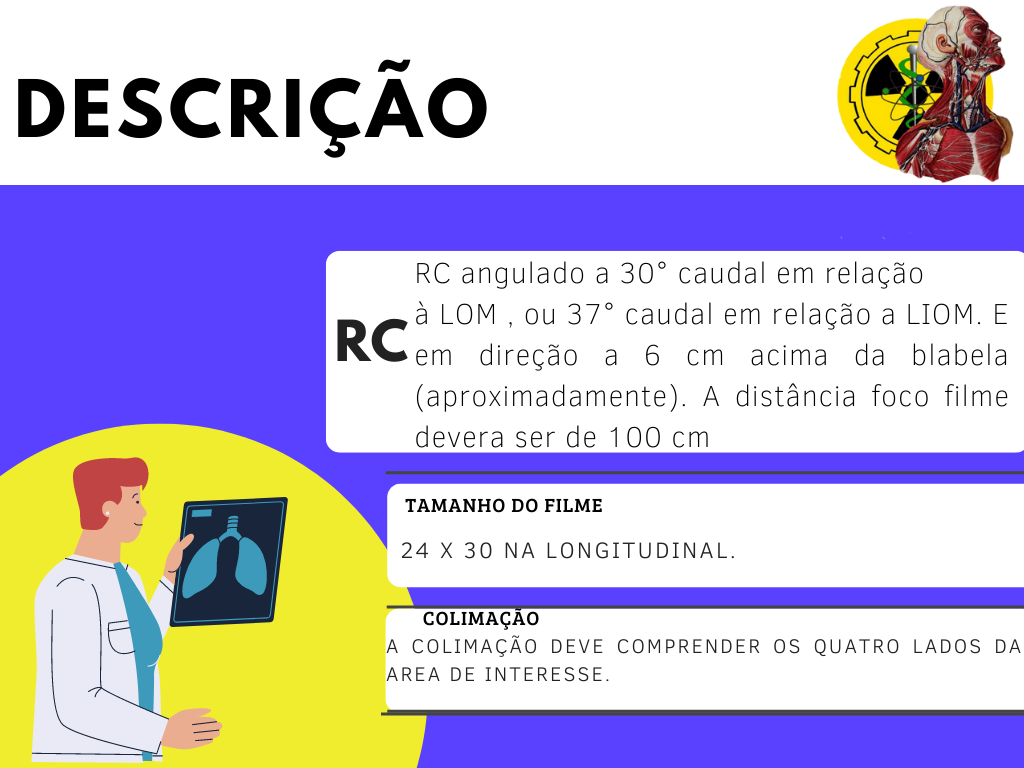 DESCRIÇÃO
RC
RC angulado a 30° caudal em relação
à LOM , ou 37° caudal em relação a LIOM. E
em direção a 6 cm acima da blabela
(aproximadamente). A distância foco filme
devera ser de 100 cm
TAMANHO DO FILME
24 X 30 NA LONGITUDINAL.
COLIMAÇÃO
A COLIMAÇÃO DEVE COMPRENDER OS QUATRO LADOS DA
AREA DE INTERESSE.